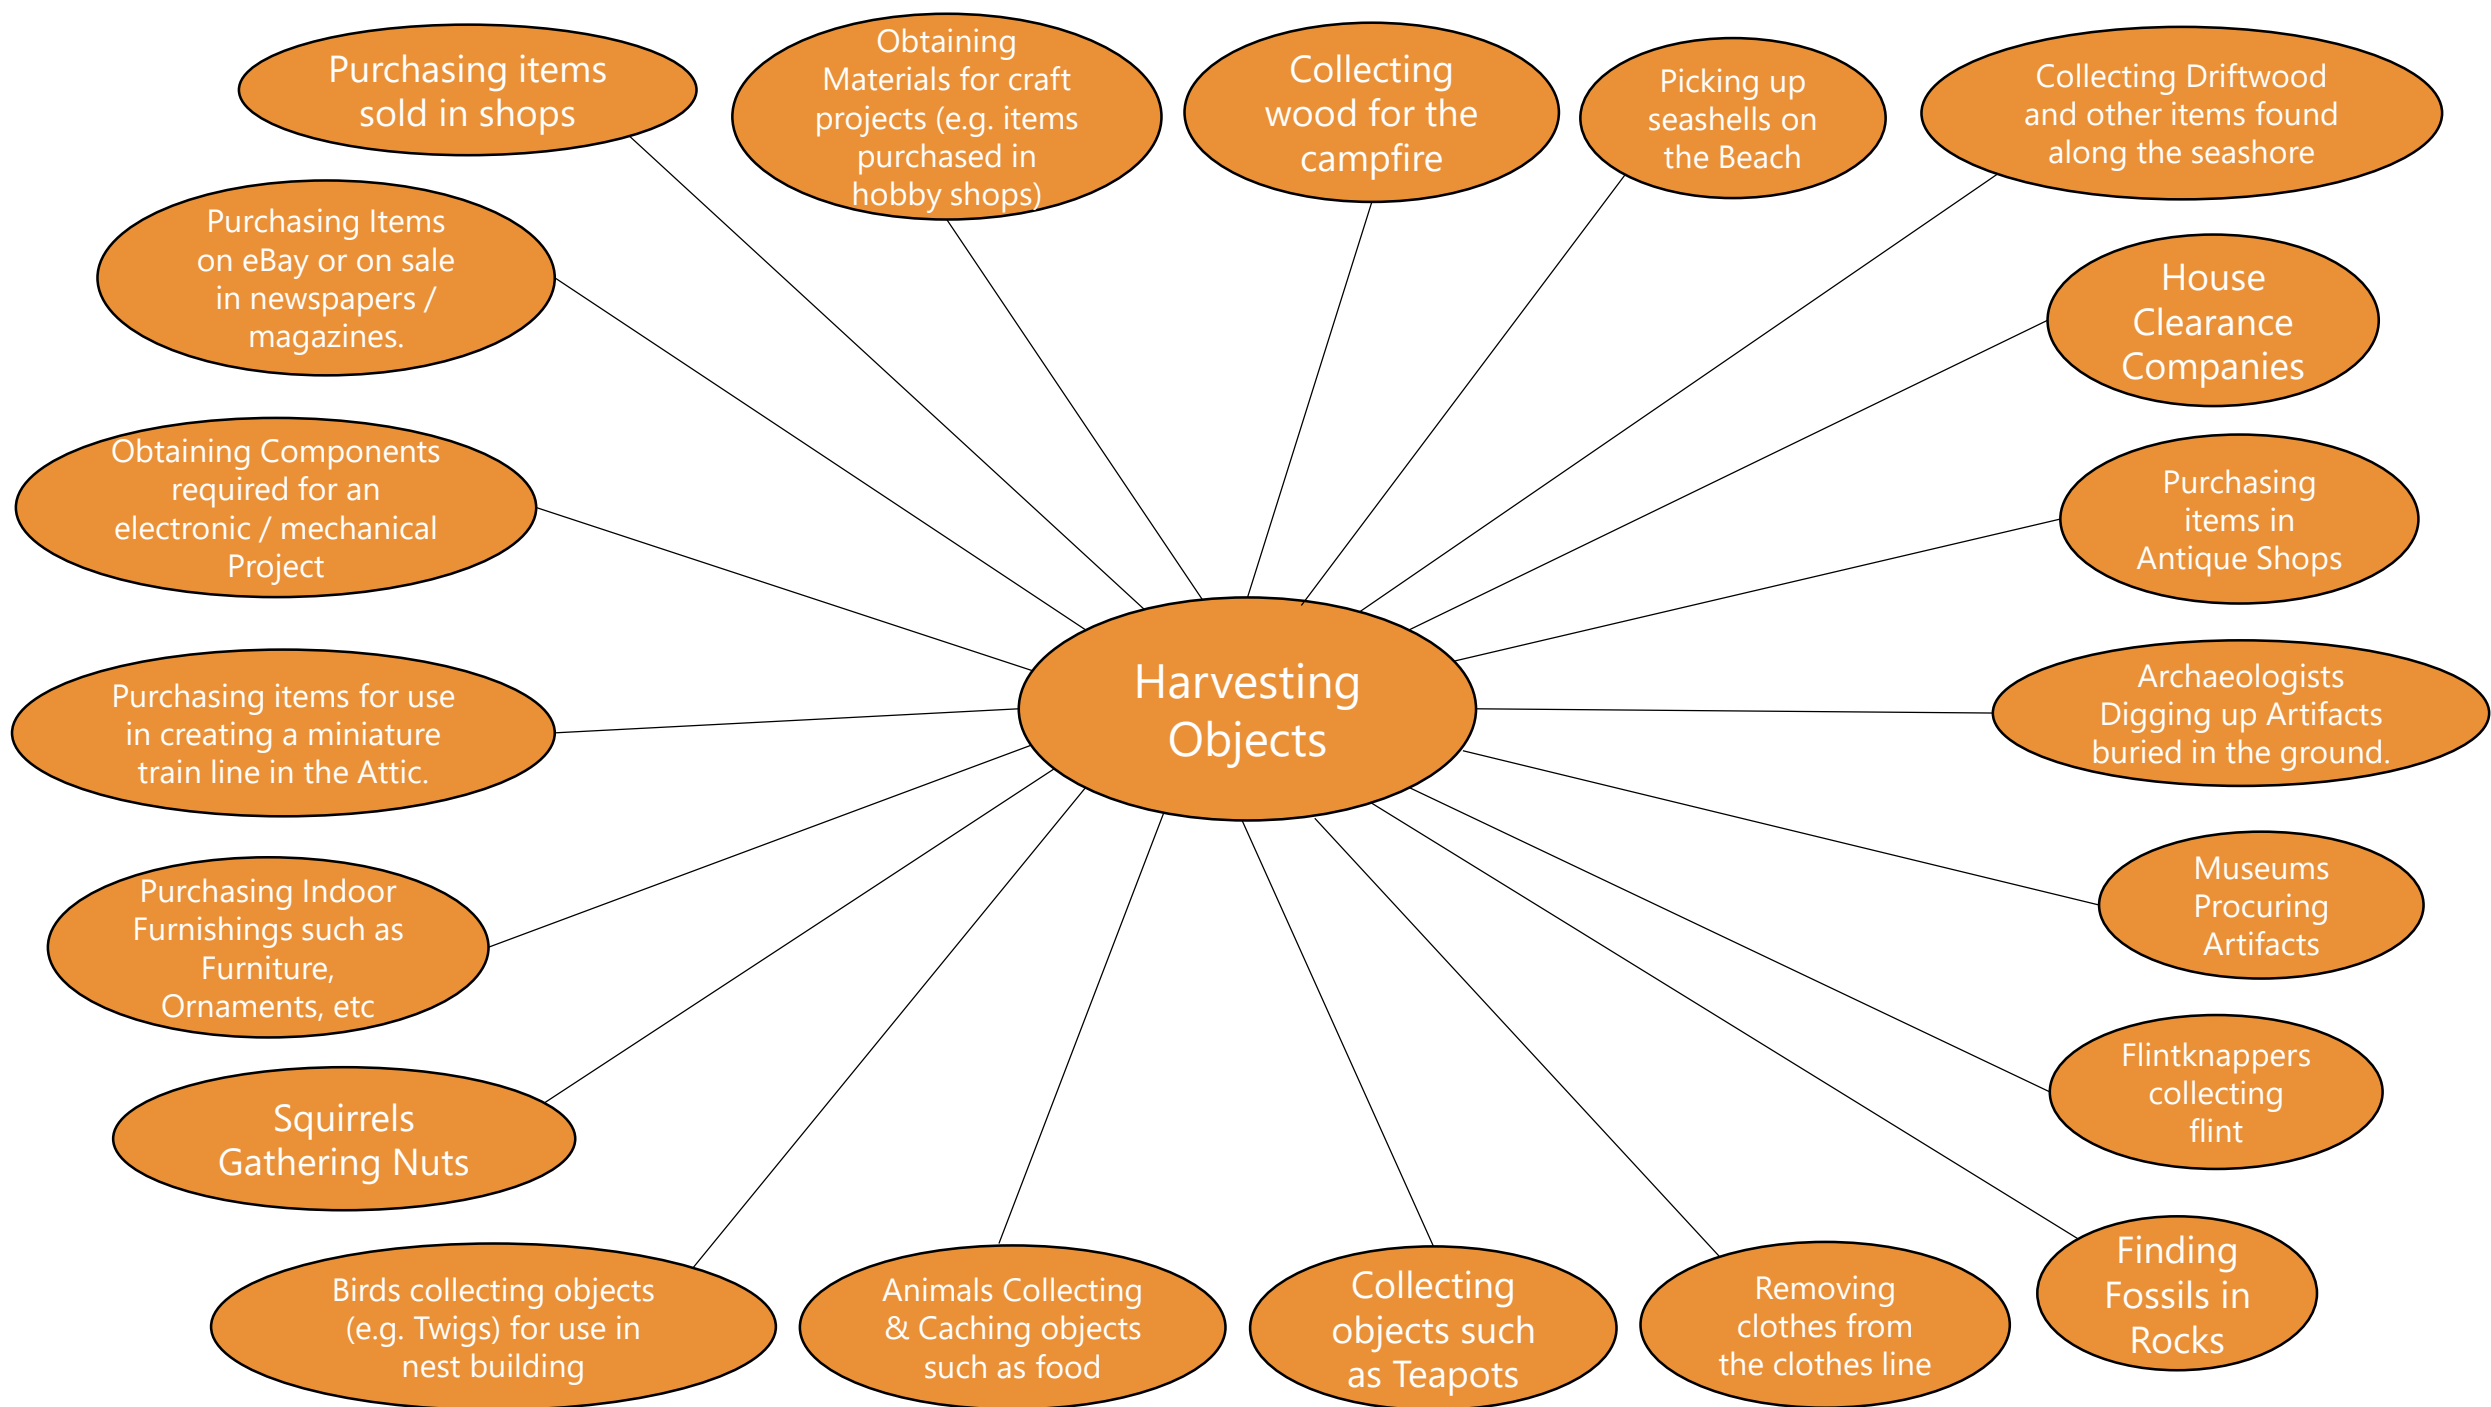 Purchasing items
sold in shops
Obtaining
Materials for craft
projects (e.g. items
purchased in
hobby shops)
Collecting
wood for the
campfire
Picking up
seashells on
the Beach
Collecting Driftwood
and other items found
along the seashore
Purchasing Items
on eBay or on sale
in newspapers /
magazines.
House
Clearance
Companies
Obtaining Components
required for an
electronic / mechanical
Project
Purchasing
items in
Antique Shops
Harvesting
Objects
Purchasing items for use
in creating a miniature
train line in the Attic.
Archaeologists
Digging up Artifacts
buried in the ground.
Purchasing Indoor
Furnishings such as
Furniture,
Ornaments, etc
Museums
Procuring
Artifacts
Squirrels
Gathering Nuts
Flintknappers
collecting
flint
Birds collecting objects
(e.g. Twigs) for use in
nest building
Animals Collecting
& Caching objects
such as food
Collecting
objects such
as Teapots
Removing
clothes from
the clothes line
Finding
Fossils in
Rocks